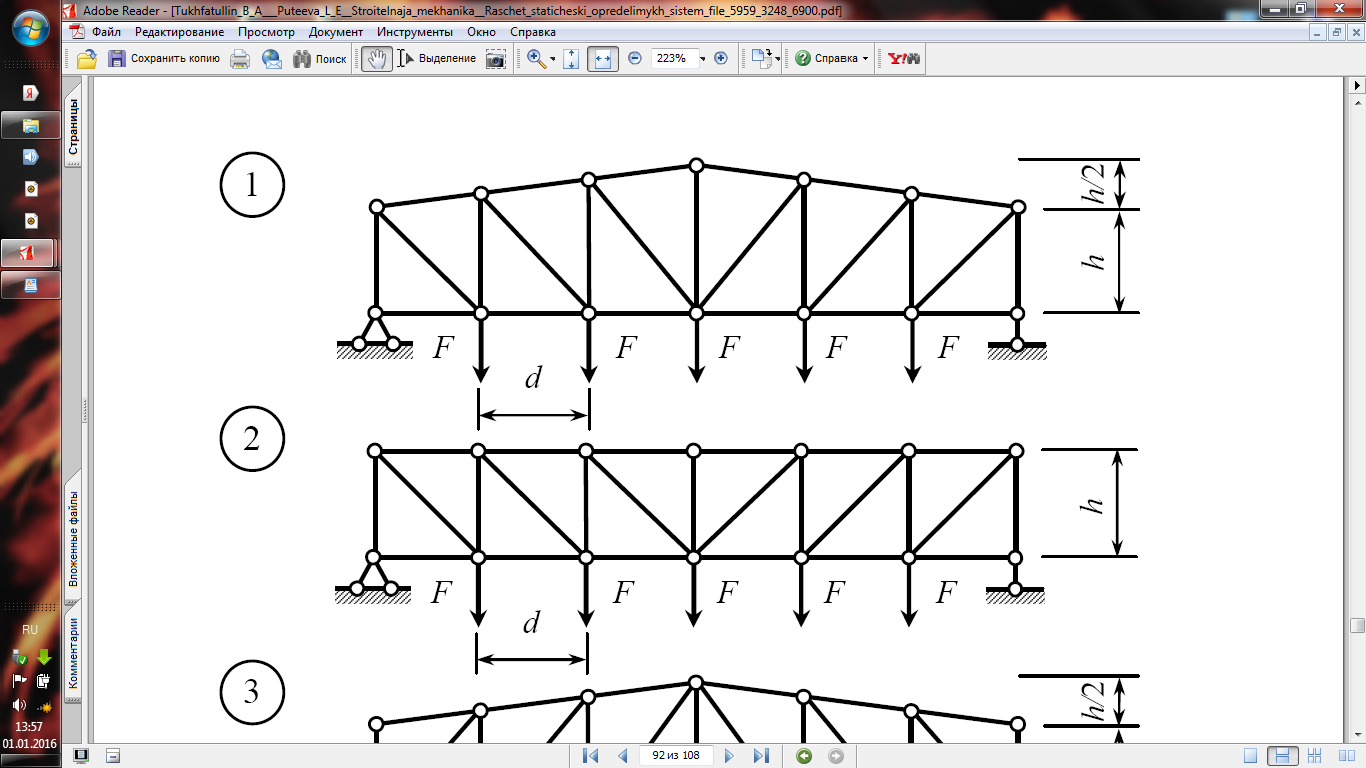 Adobe Reader - [Tukhfatullin_B_A__Puteeva_L_E__Stroitelnaja_mekhanika__Raschet_staticheski_opredelimykh_sistem_file_5959_3248_6900.pdf]
Файл Редактирование Просмотр Документ Инструменты Окно Справка
Сохранить копию Поиск Выделение 223% Справка Y!
Страницы
Вложенные файлы
Комментарии
1
h/2
h
F F F F F
d
2
h
F F F F F
d
3
h/2
RU
13:57
01.01.2016
92 из 108